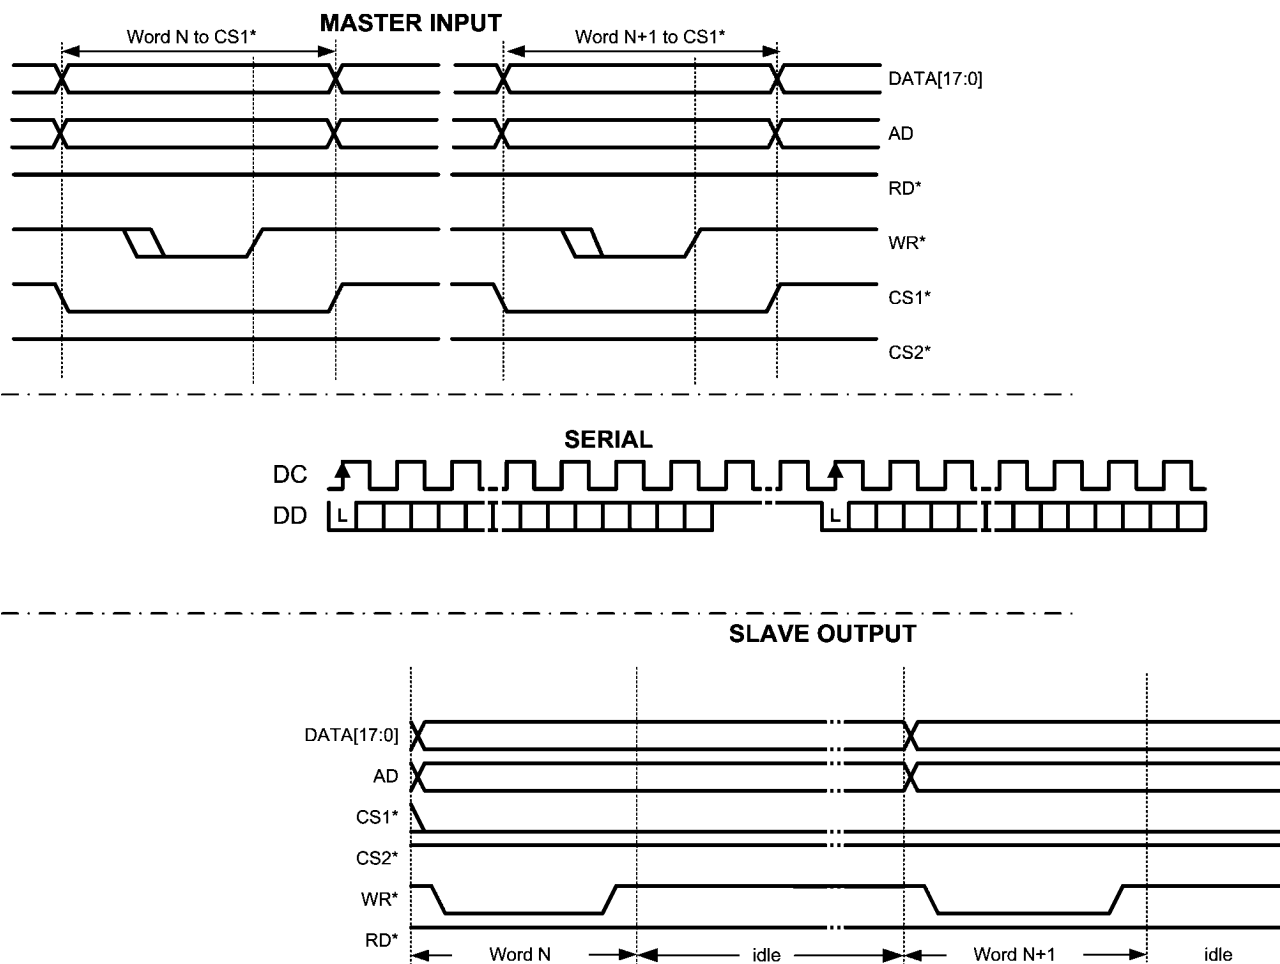 MASTER INPUT
Word N to CS1*
Word N+1 to CS1*
DATA[17:0]
AD
RD*
WR*
CS1*
CS2*
SERIAL
DC
DD
L
L
SLAVE OUTPUT
DATA[17:0]
AD
CS1*
CS2*
WR*
RD*
Word N
idle
Word N+1
idle